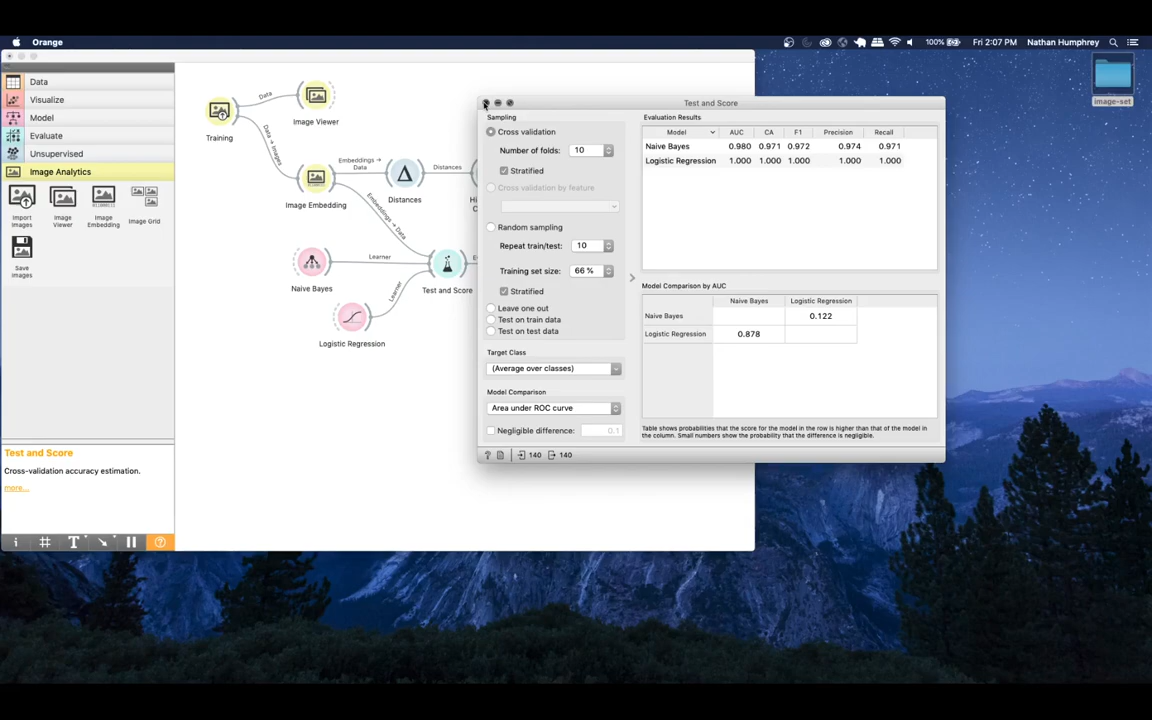 Orange
100%
Fri 2:07 PM
Nathan Humphrey
image-set
Data
Visualize
Model
Evaluate
Unsupervised
Image Analytics
Import Images
Image Viewer
Image Embedding
Image Grid
Save Images
Test and Score
Cross-validation accuracy estimation.
more...
Training
Data
Image Viewer
Data → Images
Image Embedding
Embeddings → Data
Distances
Distances
Embeddings → Data
Naive Bayes
Learner
Test and Score
Learner
Logistic Regression
Test and Score
Sampling
Cross validation
Number of folds: 10
Stratified
Cross validation by feature
Random sampling
Repeat train/test: 10
Training set size: 66 %
Stratified
Leave one out
Test on train data
Test on test data
Target Class
(Average over classes)
Model Comparison
Area under ROC curve
Negligible difference: 0.1
140 140
Evaluation Results
Model AUC CA F1 Precision Recall
Naive Bayes 0.980 0.971 0.972 0.974 0.971
Logistic Regression 1.000 1.000 1.000 1.000 1.000
Model Comparison by AUC
Naive Bayes Logistic Regression
Naive Bayes 0.122
Logistic Regression 0.878
Table shows probabilities that the score for the model in the row is higher than that of the model in
the column. Small numbers show the probability that the difference is negligible.